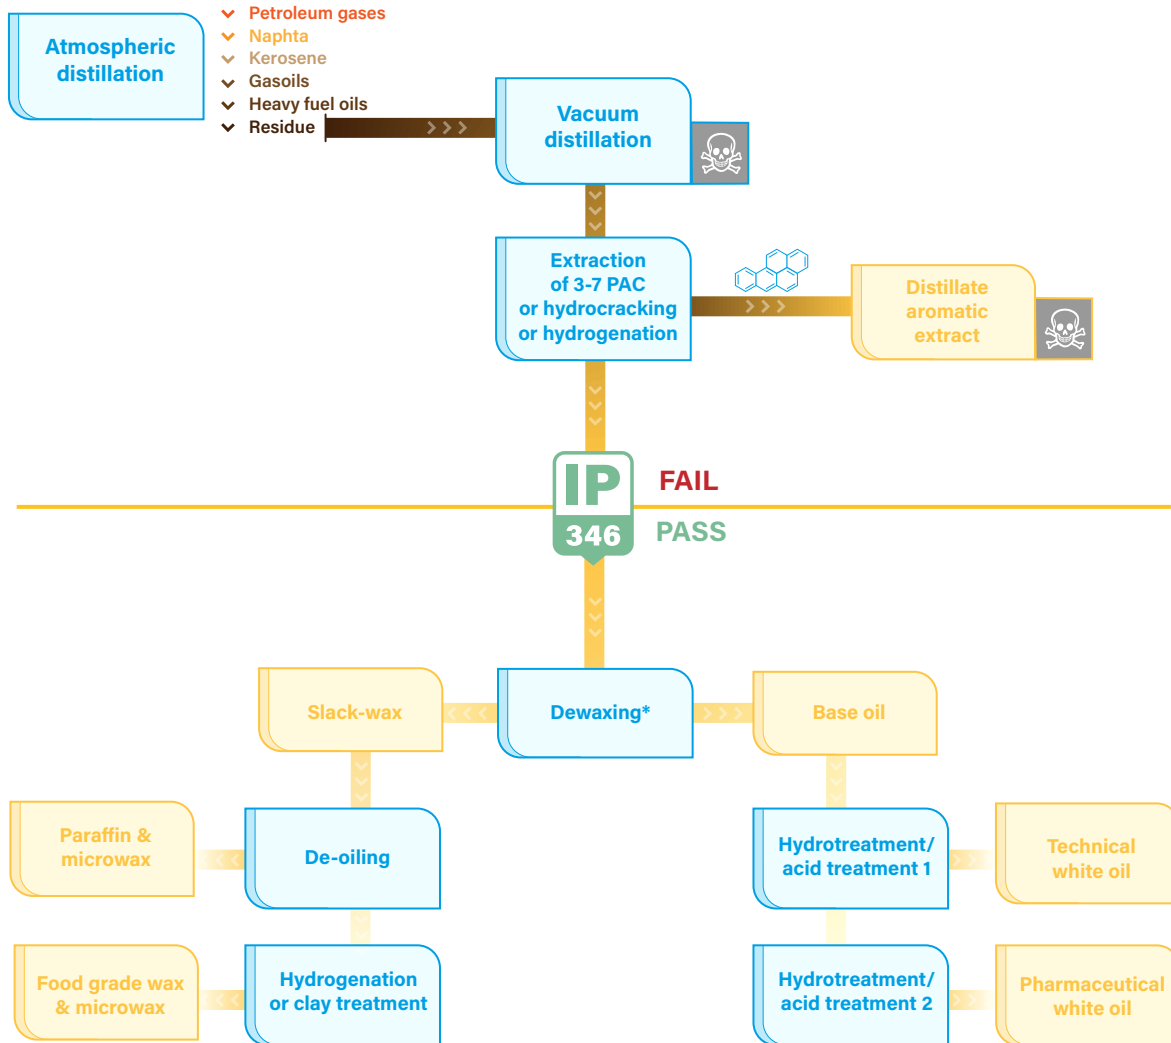 Petroleum gases
Naphta
Kerosene
Gasoils
Heavy fuel oils
Residue
Atmospheric
distillation
Vacuum
distillation
Extraction
of 3-7 PAC
or hydrocracking
or hydrogenation
Distillate
aromatic
extract
IP
346
FAIL
PASS
Slack-wax
Dewaxing*
Base oil
Paraffin &
microwax
De-oiling
Hydrotreatment/
acid treatment 1
Technical
white oil
Food grade wax
& microwax
Hydrogenation
or clay treatment
Hydrotreatment/
acid treatment 2
Pharmaceutical
white oil